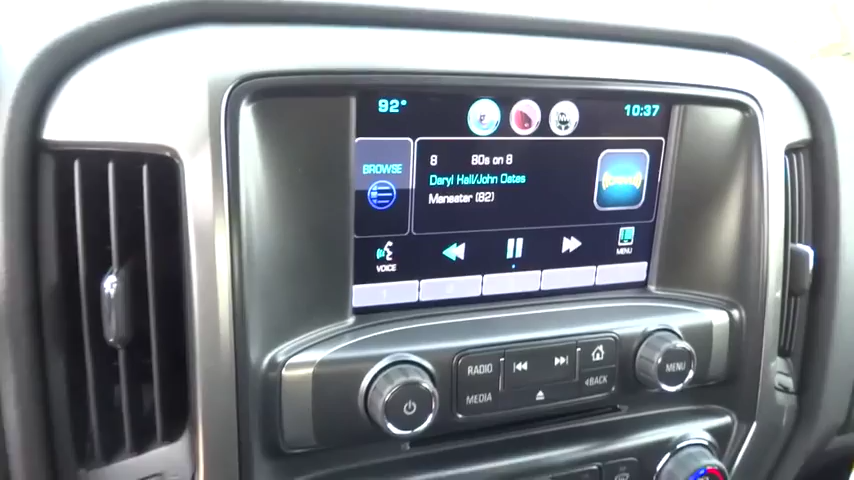 92° 10:37
BROWSE
8 80s on 8
Daryl Hall/John Oates
Maneater (82)
VOICE
MENU
RADIO
MEDIA
BACK
MENU